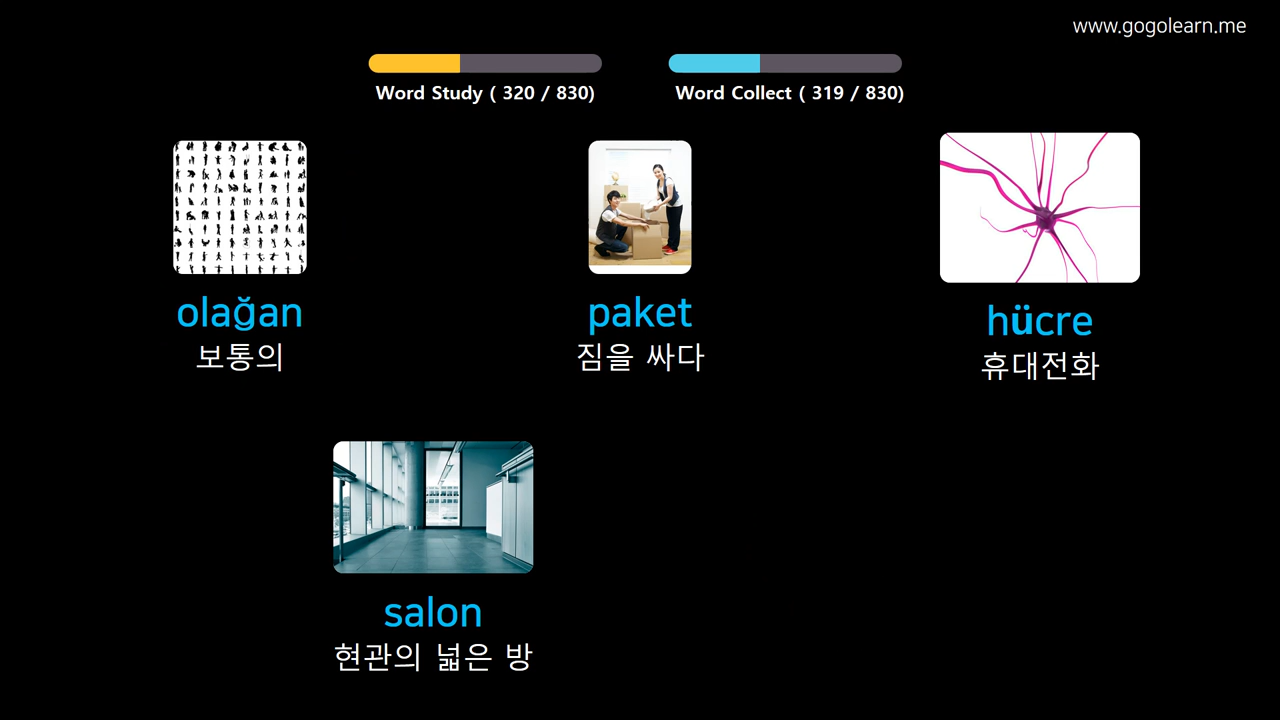 www.gogolearn.me
Word Study ( 320 / 830)
Word Collect ( 319 / 830)
olağan
보통의
paket
짐을 싸다
hücre
휴대전화
salon
현관의 넓은 방